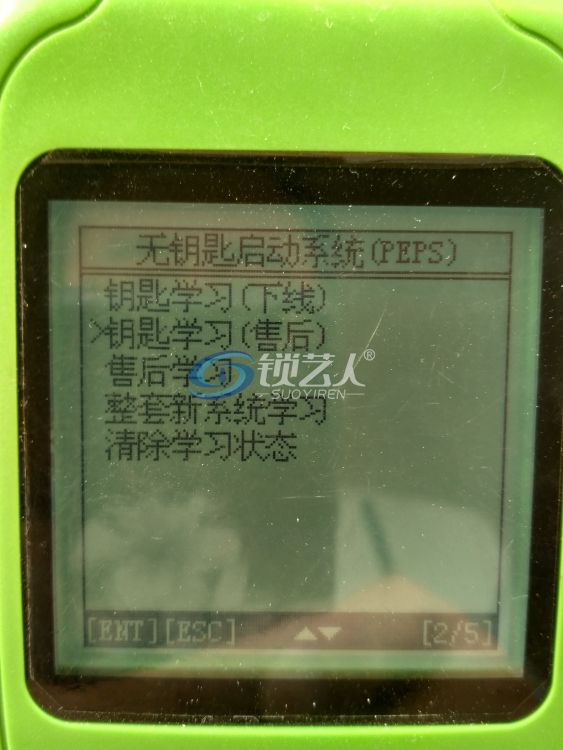 无钥匙启动系统(PEPS)
钥匙学习(下线)
>钥匙学习(售后)
售后学习
整套新系统学习
清除学习状态
锁艺人®
SUOYIREN
[ENT][ESC] ▲▼ [2/5]